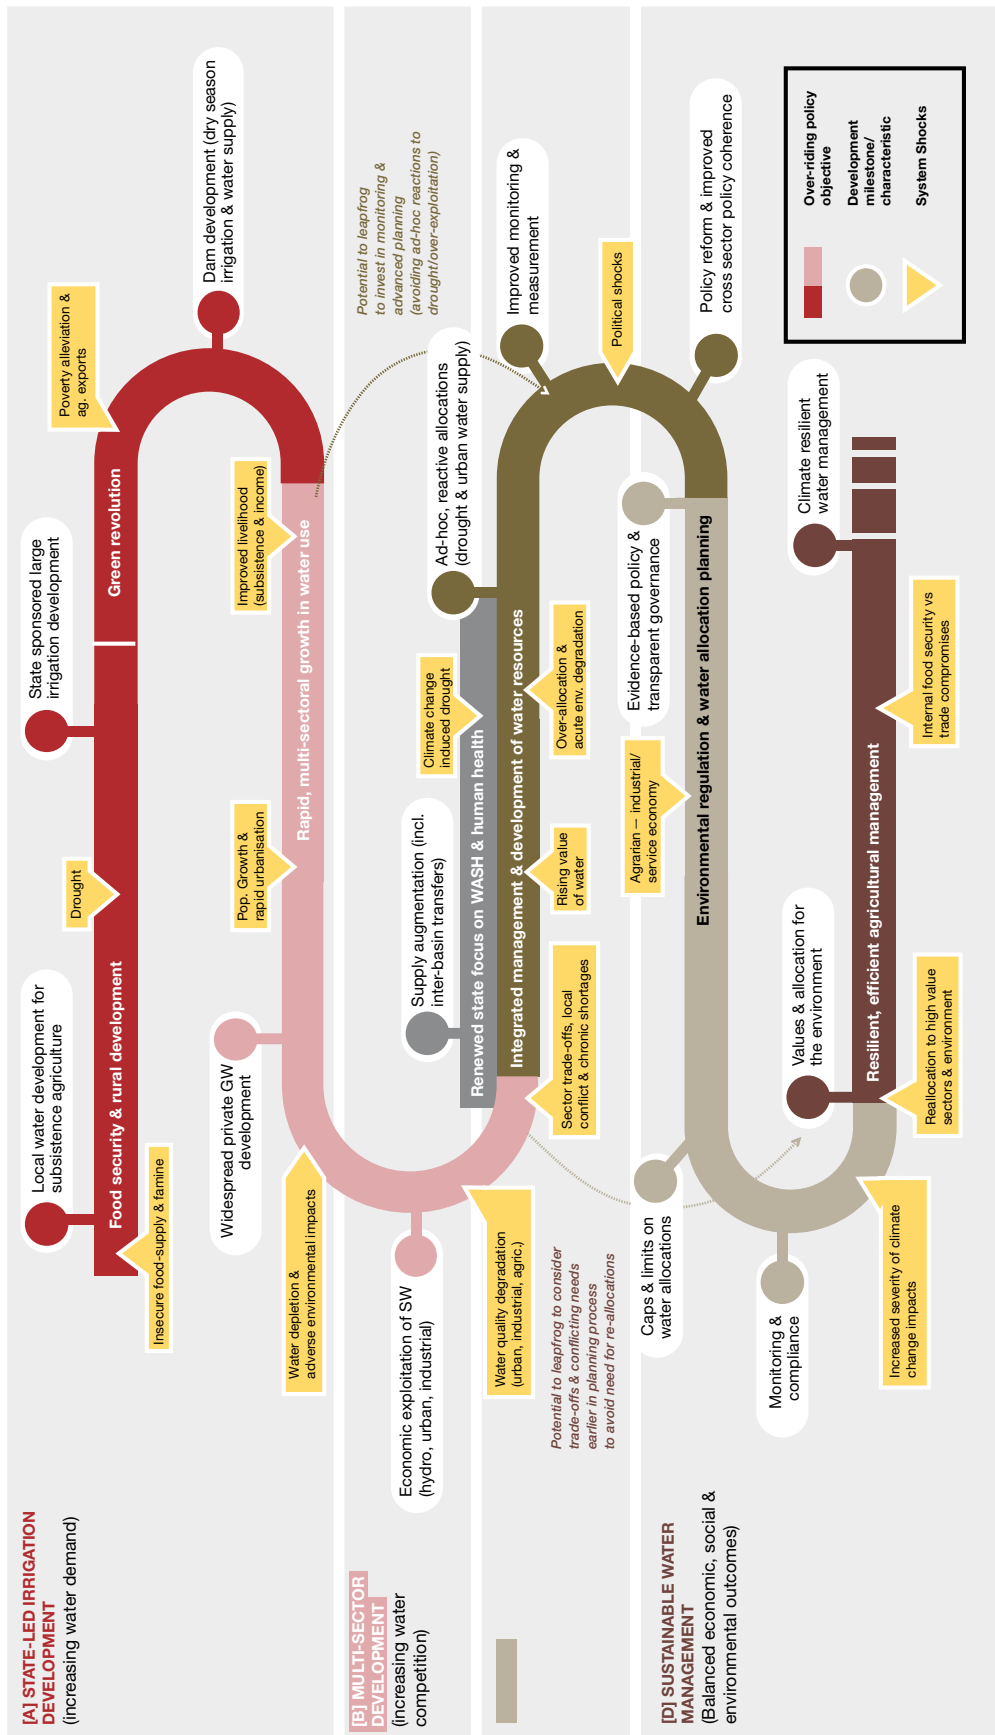 [A] STATE-LED IRRIGATION
DEVELOPMENT
(increasing water demand)
Local water development for
subsistence agriculture
State sponsored large
irrigation development
Drought
Poverty alleviation &
ag. exports
Food security & rural development
Green revolution
Insecure food-supply & famine
Dam development (dry season
irrigation & water supply)
Widespread private GW
development
Pop. Growth &
rapid urbanisation
Improved livelihood
(subsistence & income)
Rapid, multi-sectoral growth in water use
Water depletion &
adverse environmental impacts
[B] MULTI-SECTOR
DEVELOPMENT
(increasing water
competition)
Economic exploitation of SW
(hydro, urban, industrial)
Supply augmentation (incl.
inter-basin transfers)
Climate change
induced drought
Ad-hoc, reactive allocations
(drought & urban water supply)
Potential to leapfrog
to invest in monitoring &
advanced planning
(avoiding ad-hoc reactions to
drought/over-exploitation)
Renewed state focus on WASH & human health
Integrated management & development of water resources
Improved monitoring &
measurement
Water quality degradation
(urban, industrial, agric.)
Sector trade-offs, local
conflict & chronic shortages
Rising value
of water
Over-allocation &
acute env. degradation
Political shocks
Potential to leapfrog to consider
trade-offs & conflicting needs
earlier in planning process
to avoid need for re-allocations
[D] SUSTAINABLE WATER
MANAGEMENT
(Balanced economic, social &
environmental outcomes)
Caps & limits on
water allocations
Agrarian – industrial/
service economy
Evidence-based policy &
transparent governance
Policy reform & improved
cross sector policy coherence
Environmental regulation & water allocation planning
Monitoring &
compliance
Values & allocation for
the environment
Climate resilient
water management
Resilient, efficient agricultural management
Increased severity of climate
change impacts
Reallocation to high value
sectors & environment
Internal food security vs
trade compromises
Over-riding policy
objective
Development
milestone/
characteristic
System Shocks